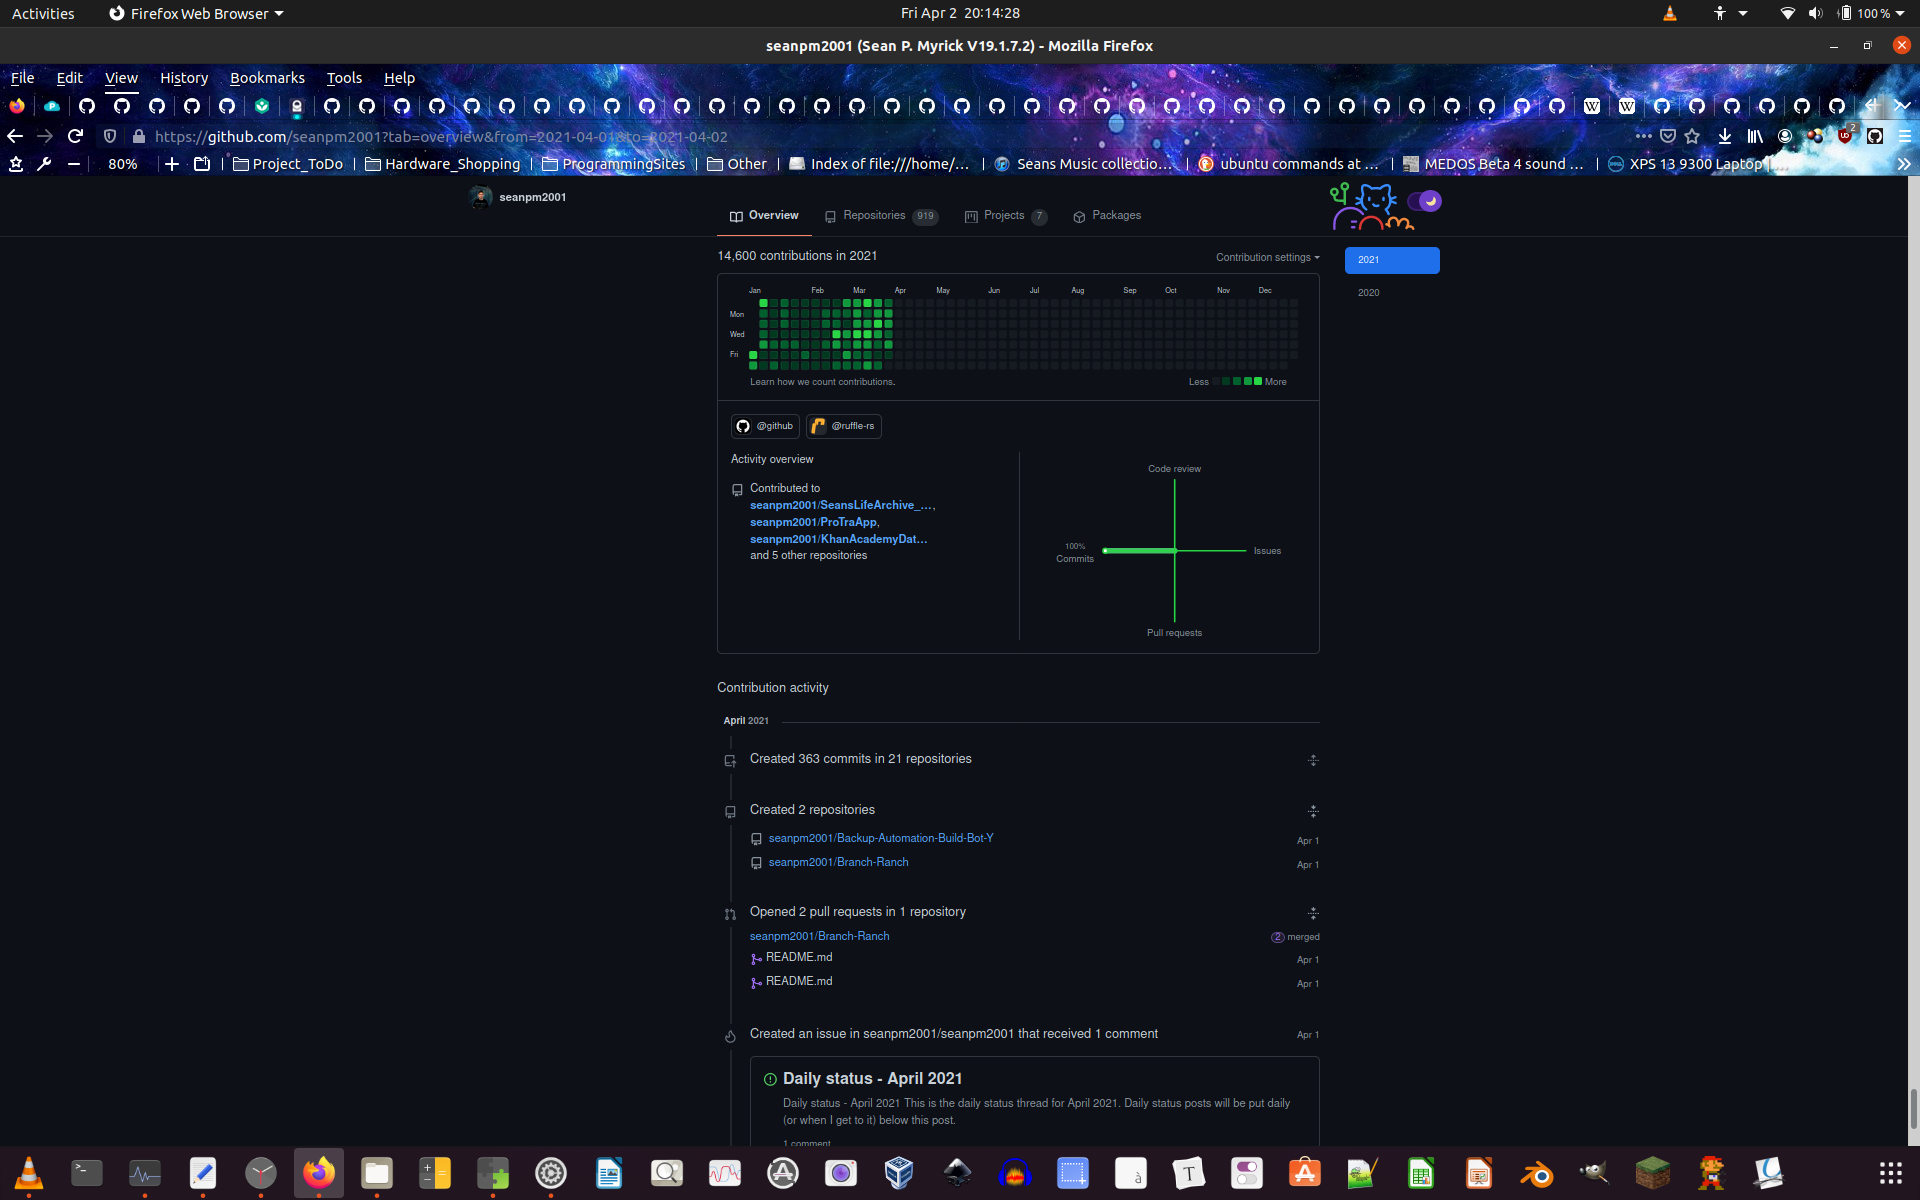 Activities
Firefox Web Browser
Fri Apr 2 20:14:28
100 %
seanpm2001 (Sean P. Myrick V19.1.7.2) - Mozilla Firefox
File Edit View History Bookmarks Tools Help
https://github.com/seanpm2001?tab=overview&from=2021-04-01&to=2021-04-02
2
80%
Project_ToDo
Hardware_Shopping
ProgrammingSites
Other
Index of file:///home/...
Seans Music collectio...
ubuntu commands at ...
MEDOS Beta 4 sound ...
XPS 13 9300 Laptop
seanpm2001
Overview
Repositories 919
Projects 7
Packages
14,600 contributions in 2021
Contribution settings
2021
2020
Jan Feb Mar Apr May Jun Jul Aug Sep Oct Nov Dec
Mon
Wed
Fri
Learn how we count contributions.
Less More
@github
@ruffle-rs
Activity overview
Contributed to
seanpm2001/SeansLifeArchive_...,
seanpm2001/ProTraApp,
seanpm2001/KhanAcademyDat...
and 5 other repositories
Code review
100%
Commits
Issues
Pull requests
Contribution activity
April 2021
Created 363 commits in 21 repositories
Created 2 repositories
seanpm2001/Backup-Automation-Build-Bot-Y Apr 1
seanpm2001/Branch-Ranch Apr 1
Opened 2 pull requests in 1 repository
seanpm2001/Branch-Ranch 2 merged
README.md Apr 1
README.md Apr 1
Created an issue in seanpm2001/seanpm2001 that received 1 comment Apr 1
Daily status - April 2021
Daily status - April 2021 This is the daily status thread for April 2021. Daily status posts will be put daily
(or when I get to it) below this post.
1 comment